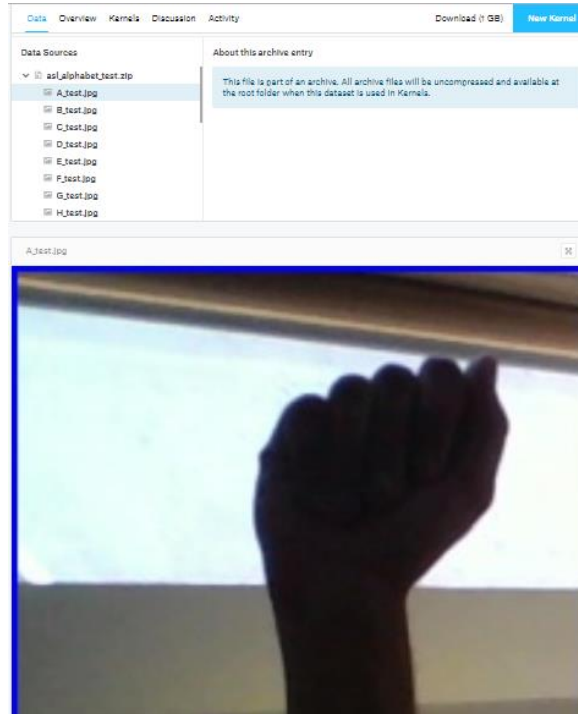 Data Overview Kernels Discussion Activity Download (1 GB) New Kernel
Data Sources
asl_alphabet_test.zip
A_test.jpg
B_test.jpg
C_test.jpg
D_test.jpg
E_test.jpg
F_test.jpg
G_test.jpg
H_test.jpg
About this archive entry
This file is part of an archive. All archive files will be uncompressed and available at
the root folder when this dataset is used in Kernels.
A_test.jpg